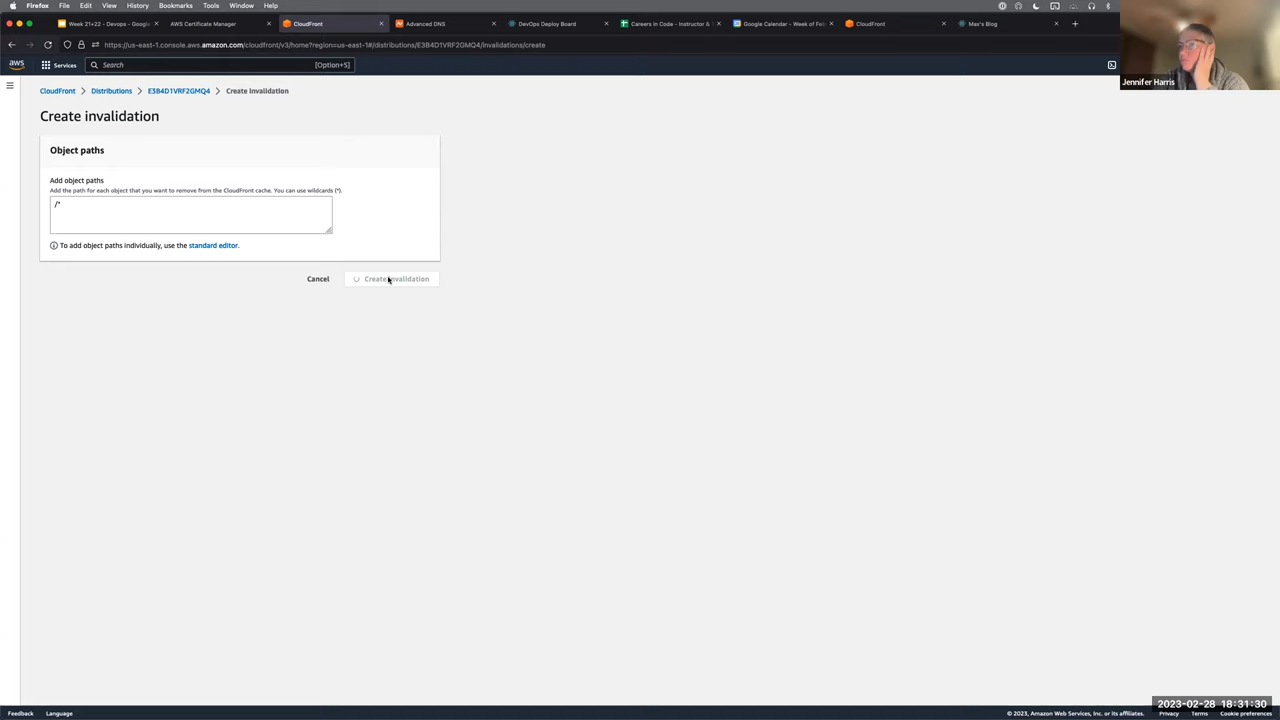 Firefox File Edit View History Bookmarks Tools Window Help
Week 21+22 - Devops - Google
AWS Certificate Manager
CloudFront
Advanced DNS
DevOps Deploy Board
Careers in Code - Instructor & T
Google Calendar - Week of Feb
CloudFront
Max's Blog
https://us-east-1.console.aws.amazon.com/cloudfront/v3/home?region=us-east-1#/distributions/E3B4D1VRF2GMQ4/invalidations/create
aws Services Search [Option+S]
Jennifer Harris
CloudFront Distributions E3B4D1VRF2GMQ4 Create invalidation
Create invalidation
Object paths
Add object paths
Add the path for each object that you want to remove from the CloudFront cache. You can use wildcards (*).
/*
To add object paths individually, use the standard editor.
Cancel Create invalidation
2023-02-28 18:31:30
Feedback Language © 2023, Amazon Web Services, Inc. or its affiliates. Privacy Terms Cookie preferences